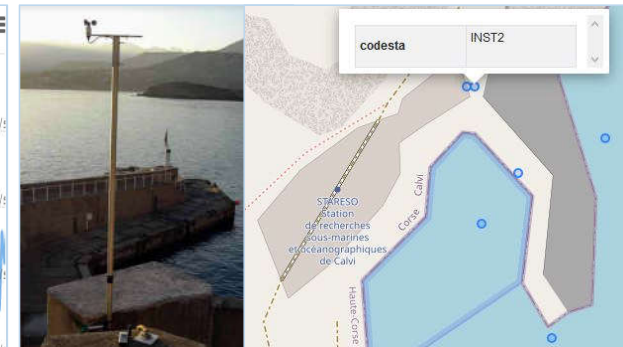 codesta
INST2
STARESO
Station
de recherches
sous-marines
et océanographiques
de Calvi
Calvi
Corse
Haute-Corse